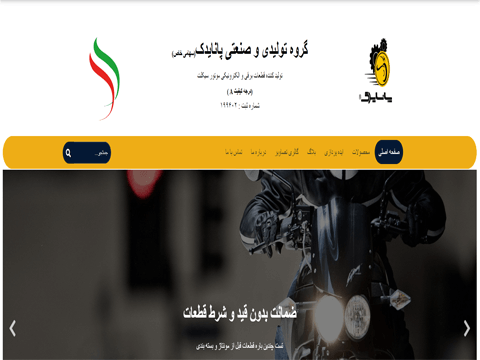 گروه تولیدی و صنعتی پانایدک(سهامی خاص)
تولید کننده قطعات برقی و الکترونیکی موتور سیکلت
(درجه کیفیت A )
شماره ثبت : ۱۹۹۶۰۲
صفحه اصلی محصولات ایده پردازی بلاگ گالری تصاویر درباره ما تماس با ما جستجو...
ضمانت بدون قید و شرط قطعات
تست چندین باره قطعات قبل از مونتاژ و بسته بندی